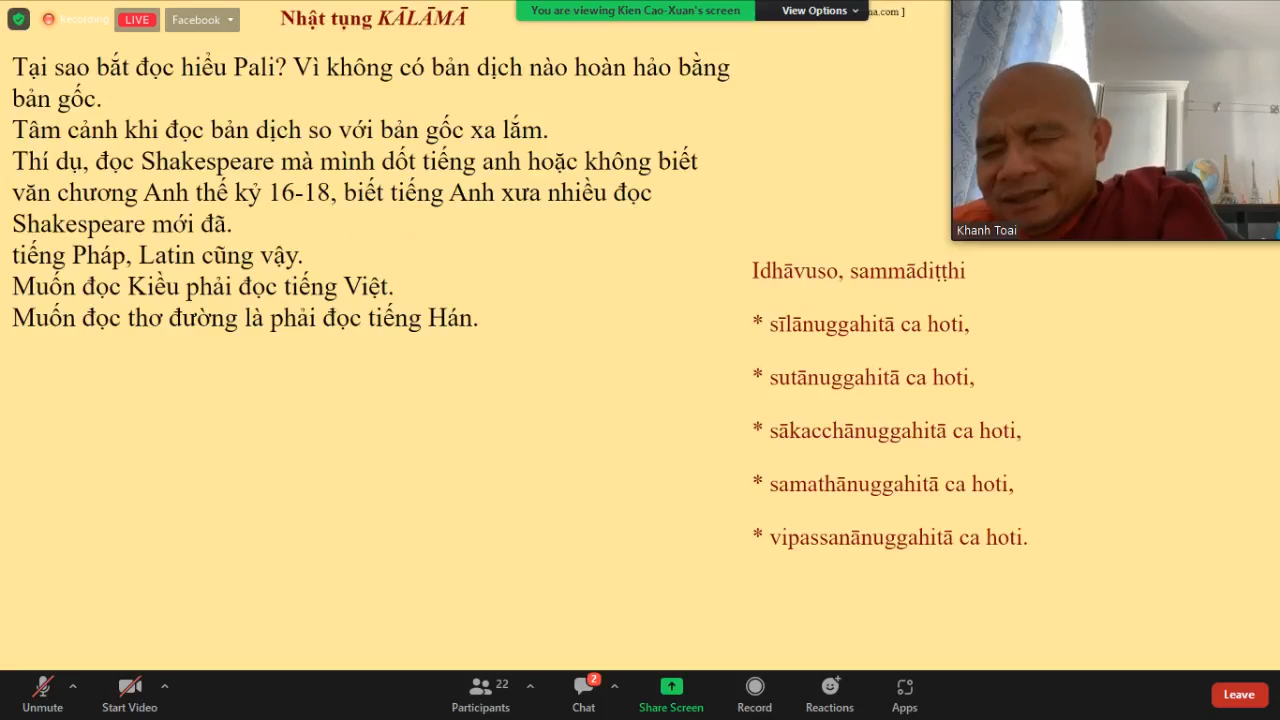 Recording
LIVE
Facebook
Nhật tụng KĀLĀMĀ
You are viewing Kien Cao-Xuan's screen
View Options
.com ]
Tại sao bắt đọc hiểu Pali? Vì không có bản dịch nào hoàn hảo bằng
bản gốc.
Tâm cảnh khi đọc bản dịch so với bản gốc xa lắm.
Thí dụ, đọc Shakespeare mà mình dốt tiếng anh hoặc không biết
văn chương Anh thế kỷ 16-18, biết tiếng Anh xưa nhiều đọc
Shakespeare mới đã.
tiếng Pháp, Latin cũng vậy.
Muốn đọc Kiều phải đọc tiếng Việt.
Muốn đọc thơ đường là phải đọc tiếng Hán.
Khanh Toai
Idhāvuso, sammādiṭṭhi
* sīlānuggahitā ca hoti,
* sutānuggahitā ca hoti,
* sākacchānuggahitā ca hoti,
* samathānuggahitā ca hoti,
* vipassanānuggahitā ca hoti.
Unmute
Start Video
22
Participants
2
Chat
Share Screen
Record
Reactions
Apps
Leave